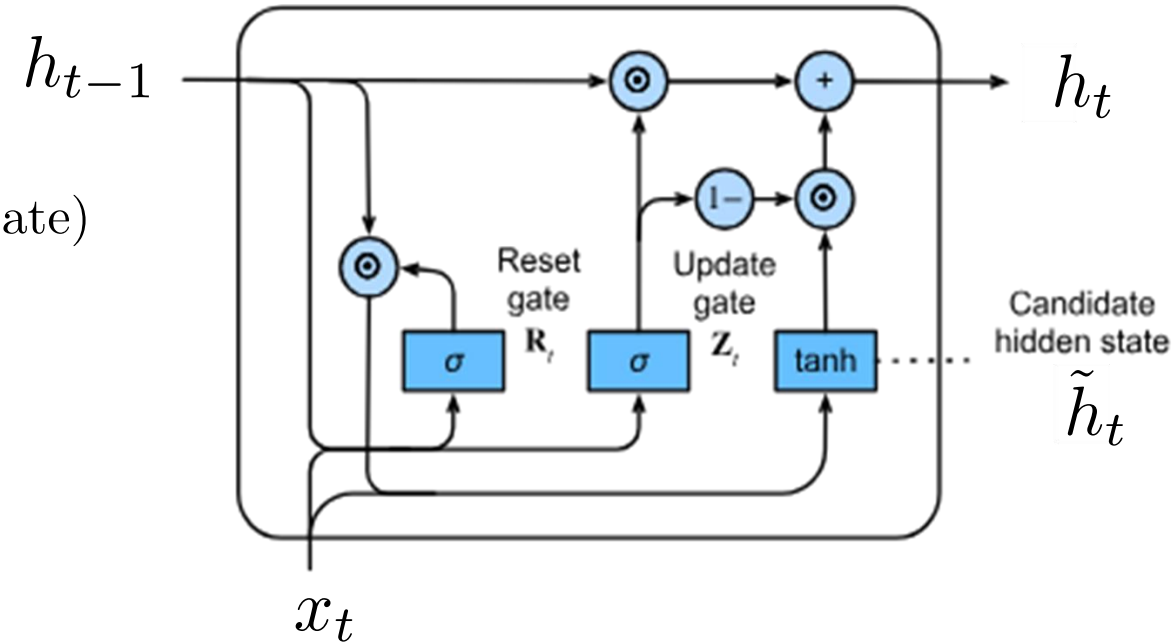 h_{t-1}
⊙
+
h_t
ate)
1−
⊙
⊙
Reset
gate
R_t
Update
gate
Z_t
Candidate
hidden state
h̃_t
σ
σ
tanh
x_t